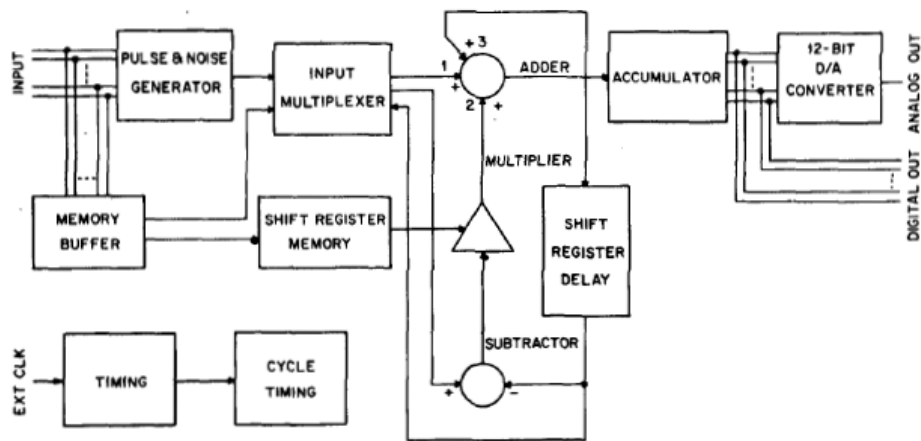 INPUT
PULSE & NOISE
GENERATOR
INPUT
MULTIPLEXER
1
+
+ 3
2
+
ADDER
ACCUMULATOR
12-BIT
D/A
CONVERTER
ANALOG OUT
DIGITAL OUT
MULTIPLIER
MEMORY
BUFFER
SHIFT REGISTER
MEMORY
SHIFT
REGISTER
DELAY
SUBTRACTOR
+
-
EXT CLK
TIMING
CYCLE
TIMING